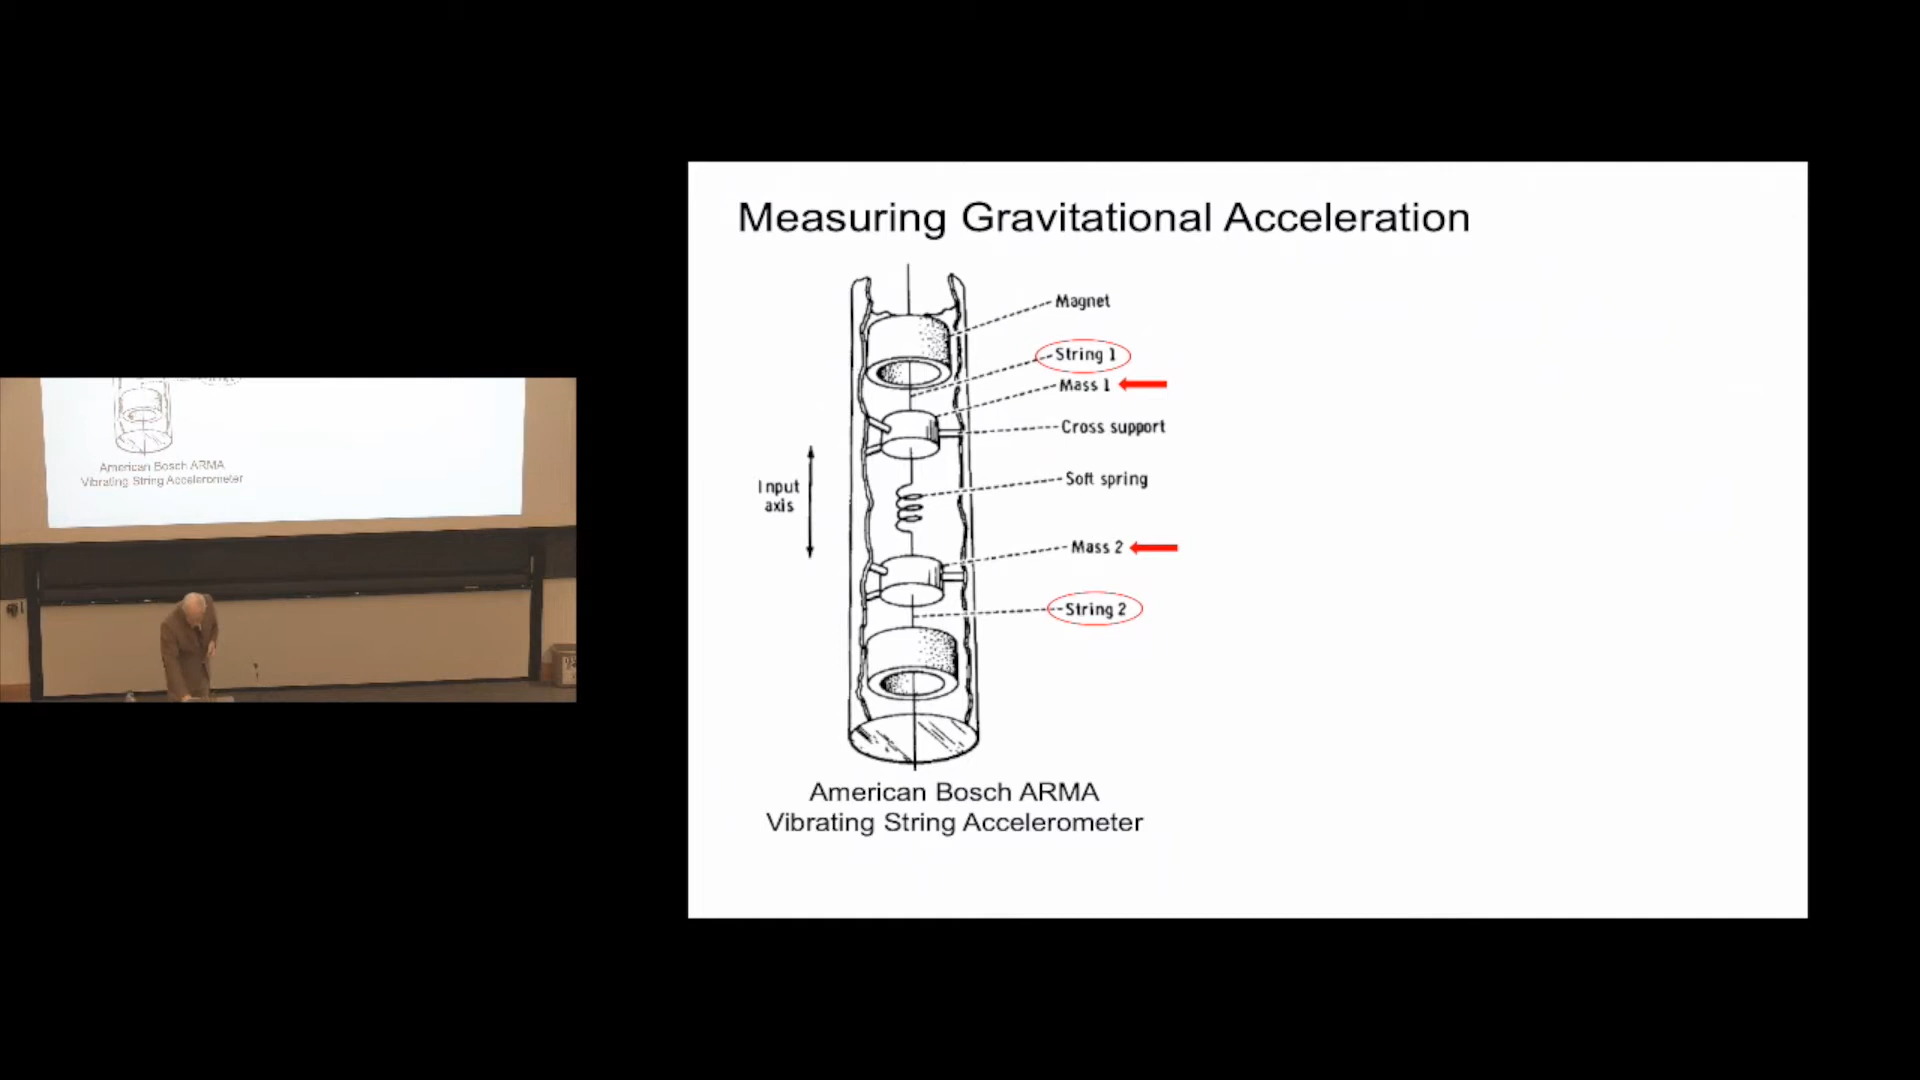 Measuring Gravitational Acceleration
Magnet
String 1
Mass 1
Cross support
Input
axis
Soft spring
Mass 2
String 2
American Bosch ARMA
Vibrating String Accelerometer
American Bosch ARMA
Vibrating String Accelerometer